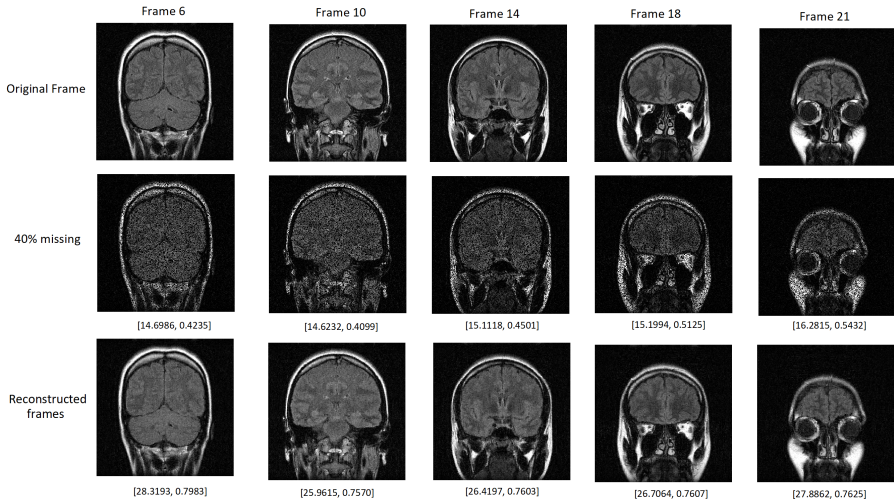 Frame 6
Frame 10
Frame 14
Frame 18
Frame 21
Original Frame
40% missing
[14.6986, 0.4235]
[14.6232, 0.4099]
[15.1118, 0.4501]
[15.1994, 0.5125]
[16.2815, 0.5432]
Reconstructed
frames
[28.3193, 0.7983]
[25.9615, 0.7570]
[26.4197, 0.7603]
[26.7064, 0.7607]
[27.8862, 0.7625]